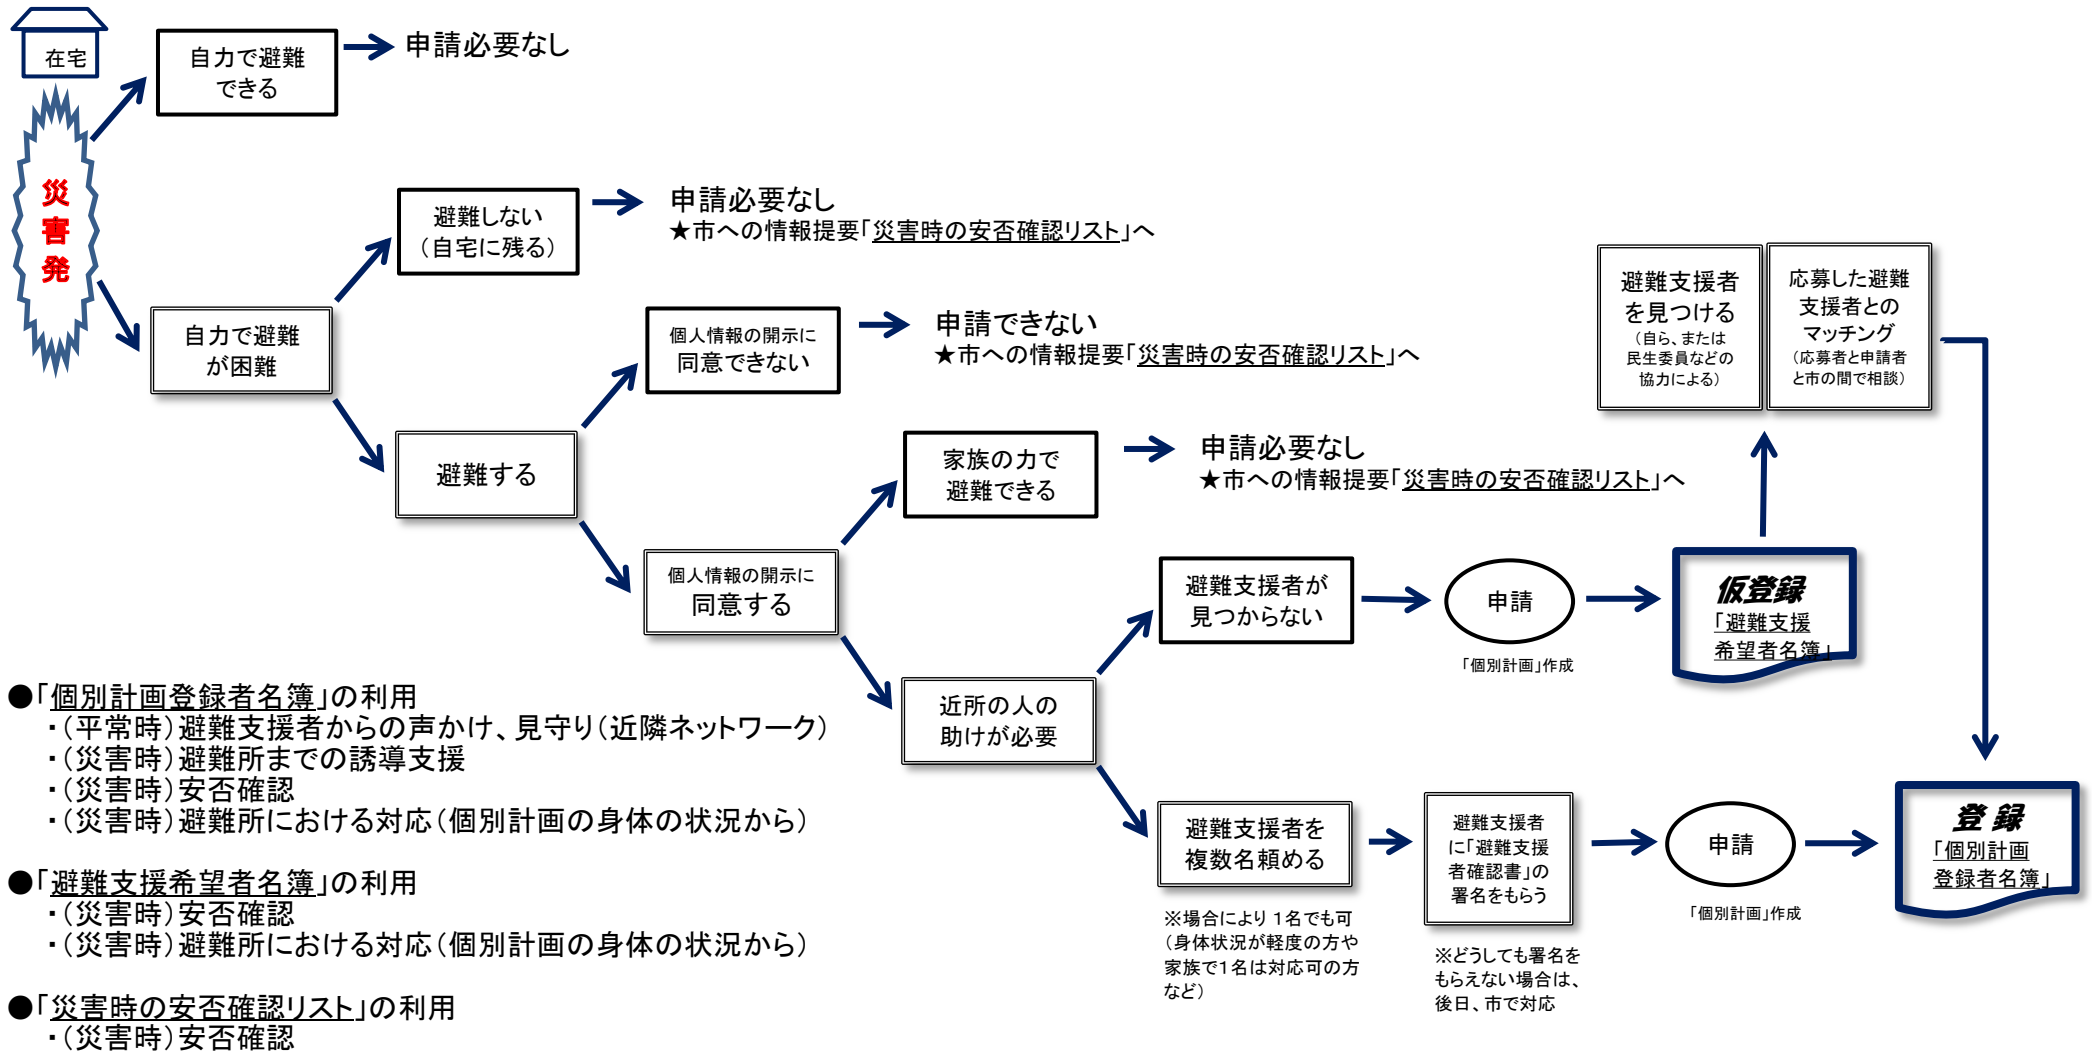 在宅
災
害
発
自力で避難
できる
申請必要なし
避難しない
（自宅に残る）
申請必要なし
★市への情報提要「災害時の安否確認リスト」へ
自力で避難
が困難
個人情報の開示に
同意できない
申請できない
★市への情報提要「災害時の安否確認リスト」へ
避難する
家族の力で
避難できる
申請必要なし
★市への情報提要「災害時の安否確認リスト」へ
個人情報の開示に
同意する
避難支援者が
見つからない
申請
「個別計画」作成
仮登録
「避難支援
希望者名簿」
避難支援者
を見つける
（自ら、または
民生委員などの
協力による）
応募した避難
支援者との
マッチング
（応募者と申請者
と市の間で相談）
近所の人の
助けが必要
避難支援者を
複数名頼める
※場合により１名でも可
（身体状況が軽度の方や
家族で１名は対応可の方
など）
避難支援者
に「避難支援
者確認書」の
署名をもらう
※どうしても署名を
もらえない場合は、
後日、市で対応
申請
「個別計画」作成
登 録
「個別計画
登録者名簿」
●「個別計画登録者名簿」の利用
・（平常時）避難支援者からの声かけ、見守り（近隣ネットワーク）
・（災害時）避難所までの誘導支援
・（災害時）安否確認
・（災害時）避難所における対応（個別計画の身体の状況から）
●「避難支援希望者名簿」の利用
・（災害時）安否確認
・（災害時）避難所における対応（個別計画の身体の状況から）
●「災害時の安否確認リスト」の利用
・（災害時）安否確認